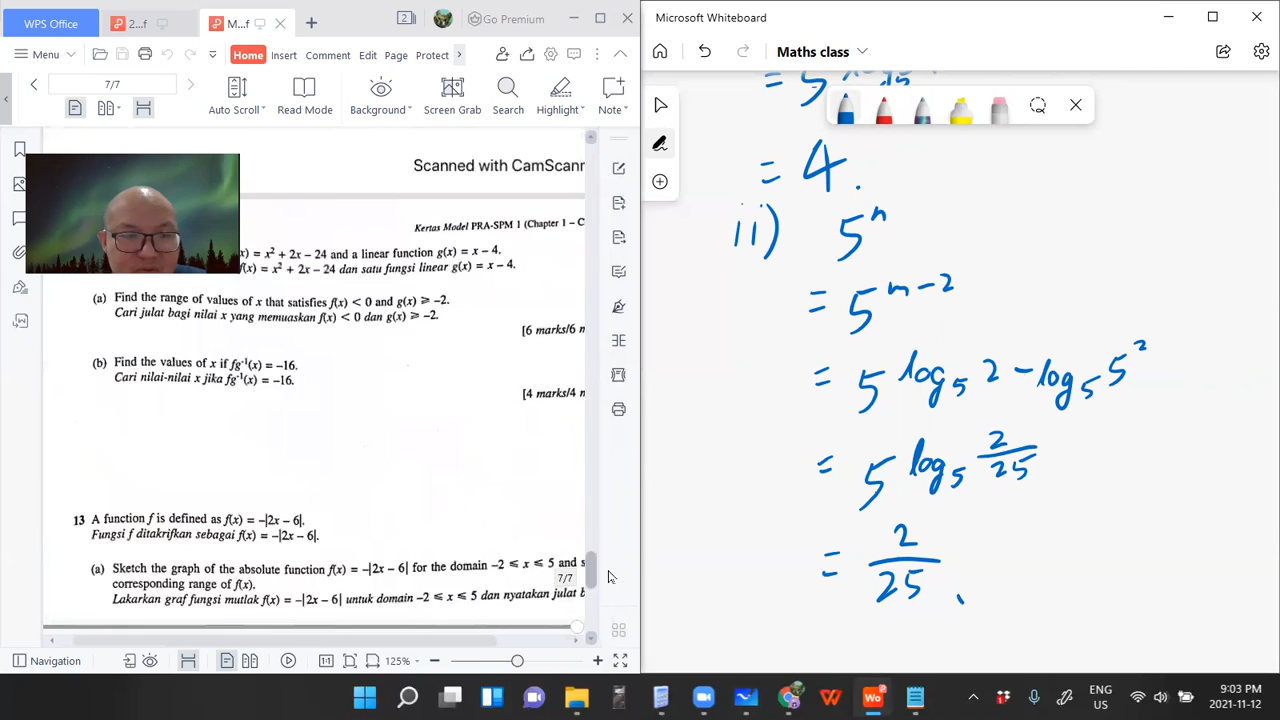 WPS Office
2...f
M...f
2
Go Premium
Menu
Home
Insert
Comment
Edit
Page
Protect
7/7
Auto Scroll
Read Mode
Background
Screen Grab
Search
Highlight
Note
Scanned with CamScann
Kertas Model PRA-SPM 1 (Chapter 1 – C
x) = x² + 2x – 24 and a linear function g(x) = x – 4.
f(x) = x² + 2x – 24 dan satu fungsi linear g(x) = x – 4.
(a) Find the range of values of x that satisfies f(x) < 0 and g(x) ⩾ –2.
Cari julat bagi nilai x yang memuaskan f(x) < 0 dan g(x) ⩾ –2.
[6 marks/6 m
(b) Find the values of x if fg⁻¹(x) = –16.
Cari nilai-nilai x jika fg⁻¹(x) = –16.
[4 marks/4 m
13 A function f is defined as f(x) = –|2x – 6|.
Fungsi f ditakrifkan sebagai f(x) = –|2x – 6|.
(a) Sketch the graph of the absolute function f(x) = –|2x – 6| for the domain –2 ⩽ x ⩽ 5 and s
corresponding range of f(x).
7/7
Lakarkan graf fungsi mutlak f(x) = –|2x – 6| untuk domain –2 ⩽ x ⩽ 5 dan nyatakan julat b
Navigation
1:1
125%
Microsoft Whiteboard
Maths class
= 4.
ii) 5ⁿ
= 5^(m-2)
= 5 log₅ 2 - log₅ 5²
= 5 log₅ 2/25
= 2/25.
W
Wo
ENG
US
9:03 PM
2021-11-12